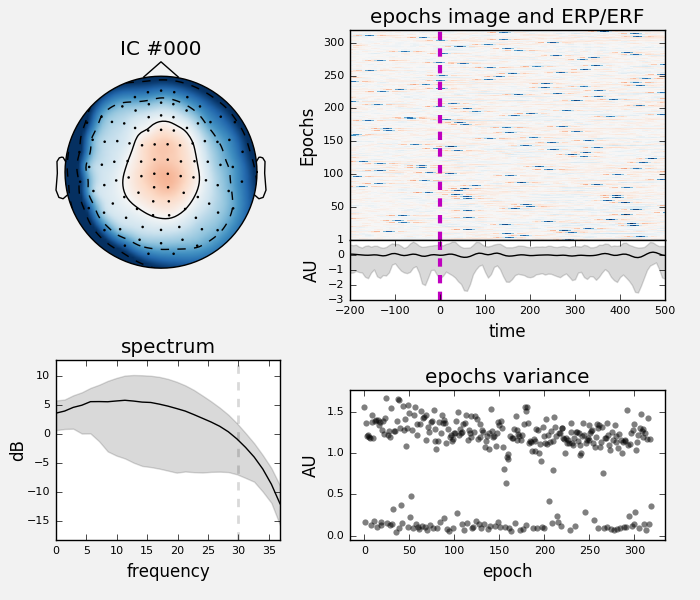 IC #000
epochs image and ERP/ERF
Epochs
300
250
200
150
100
50
1
AU
0
−1
−2
−3
−200 −100 0 100 200 300 400 500
time
spectrum
dB
10
5
0
−5
−10
−15
0 5 10 15 20 25 30 35
frequency
epochs variance
AU
1.5
1.0
0.5
0.0
0 50 100 150 200 250 300
epoch